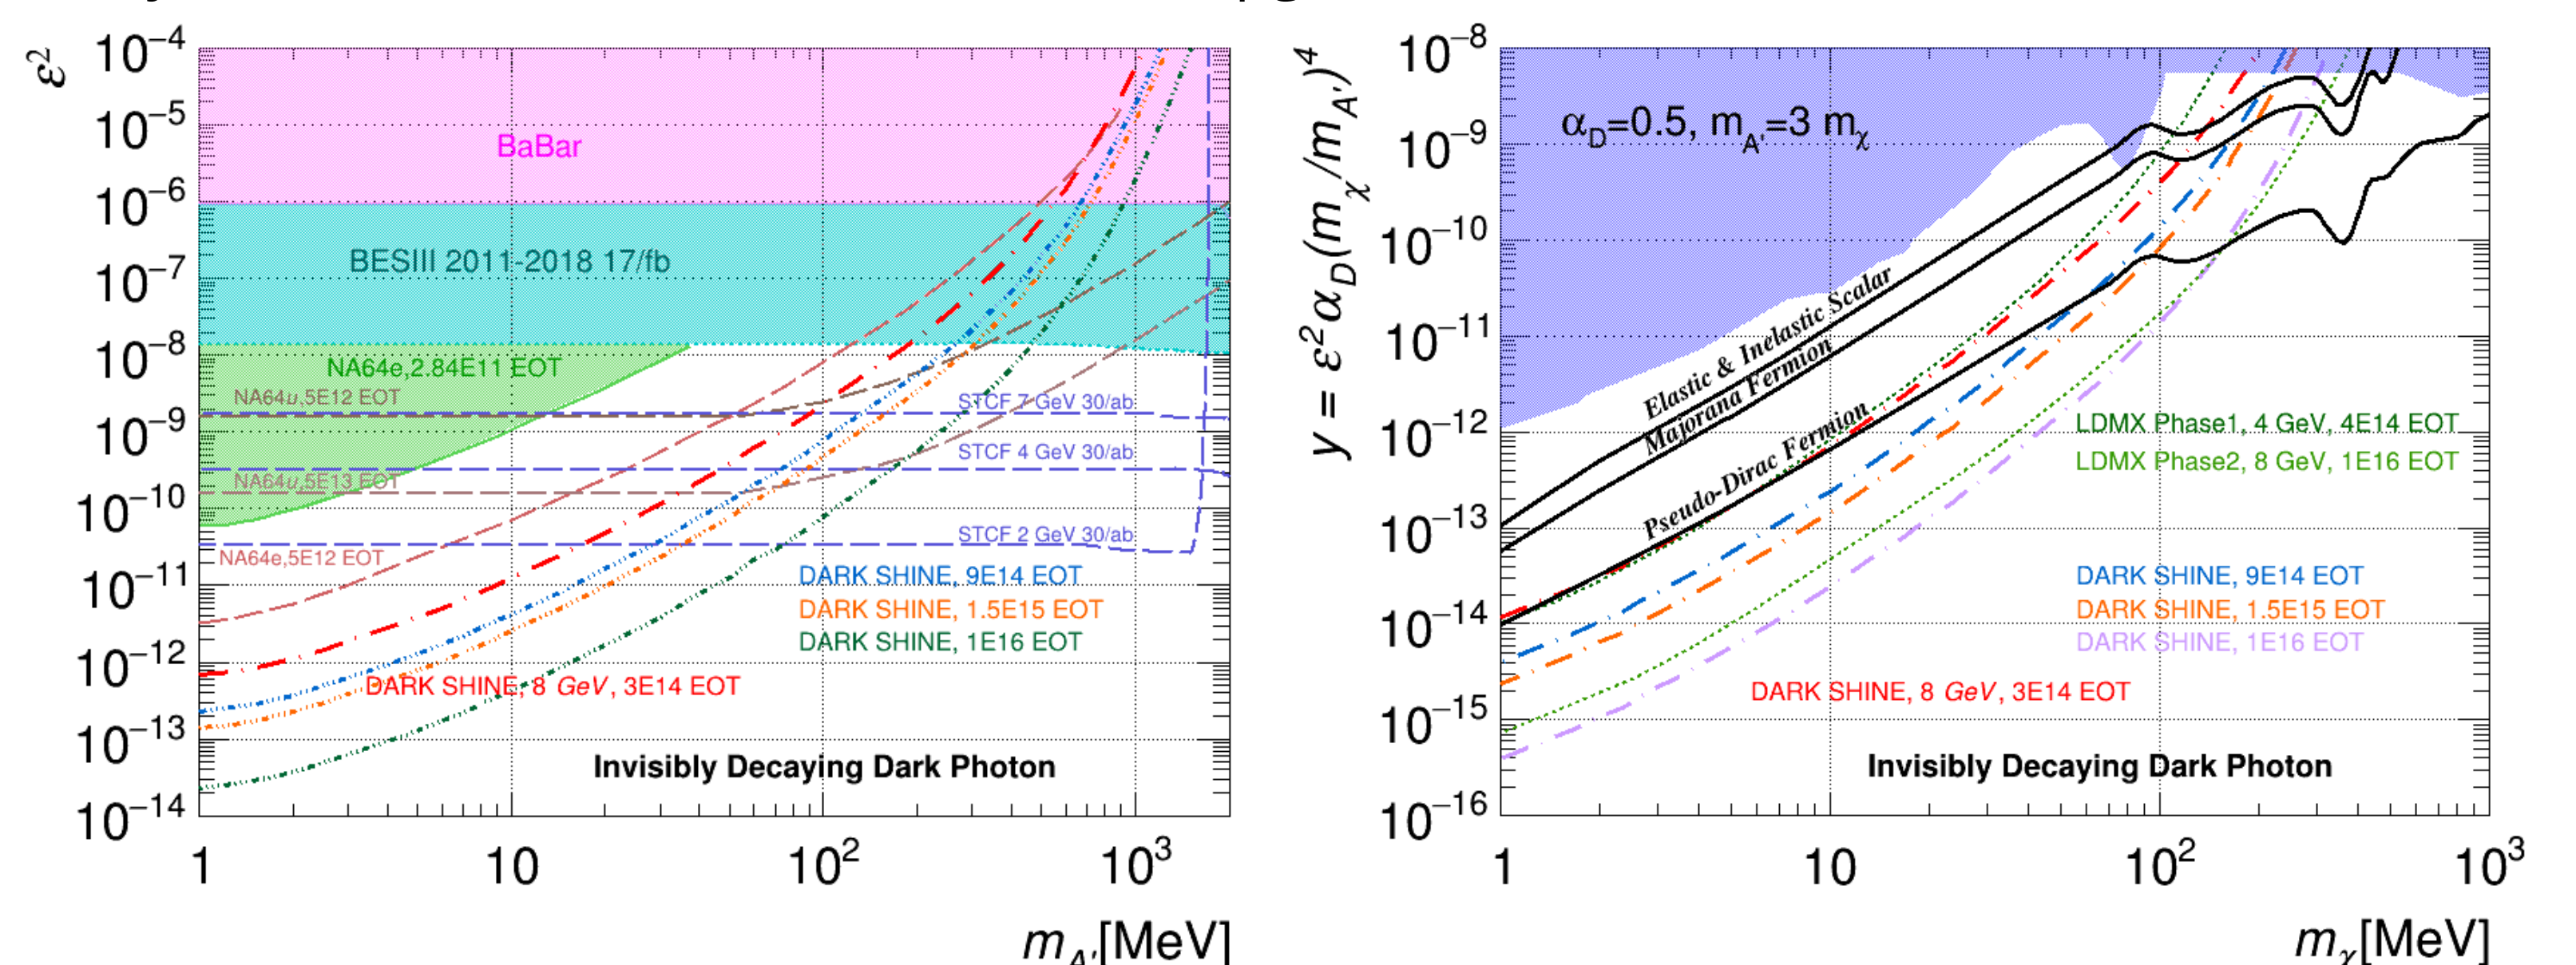 ε²
10⁻⁴
10⁻⁵
10⁻⁶
10⁻⁷
10⁻⁸
10⁻⁹
10⁻¹⁰
10⁻¹¹
10⁻¹²
10⁻¹³
10⁻¹⁴
BaBar
BESIII 2011-2018 17/fb
NA64e,2.84E11 EOT
NA64u,5E12 EOT
STCF 7 GeV 30/ab
STCF 4 GeV 30/ab
NA64u,5E13 EOT
STCF 2 GeV 30/ab
NA64e,5E12 EOT
DARK SHINE, 9E14 EOT
DARK SHINE, 1.5E15 EOT
DARK SHINE, 1E16 EOT
DARK SHINE, 8 GeV, 3E14 EOT
Invisibly Decaying Dark Photon
1 10 10² 10³
m_A'[MeV]
y = ε²α_D(m_χ/m_A')⁴
10⁻⁸
10⁻⁹
10⁻¹⁰
10⁻¹¹
10⁻¹²
10⁻¹³
10⁻¹⁴
10⁻¹⁵
10⁻¹⁶
α_D=0.5, m_A'=3 m_χ
Elastic & Inelastic Scalar
Majorana Fermion
Pseudo-Dirac Fermion
LDMX Phase1, 4 GeV, 4E14 EOT
LDMX Phase2, 8 GeV, 1E16 EOT
DARK SHINE, 9E14 EOT
DARK SHINE, 1.5E15 EOT
DARK SHINE, 1E16 EOT
DARK SHINE, 8 GeV, 3E14 EOT
Invisibly Decaying Dark Photon
1 10 10² 10³
m_χ[MeV]